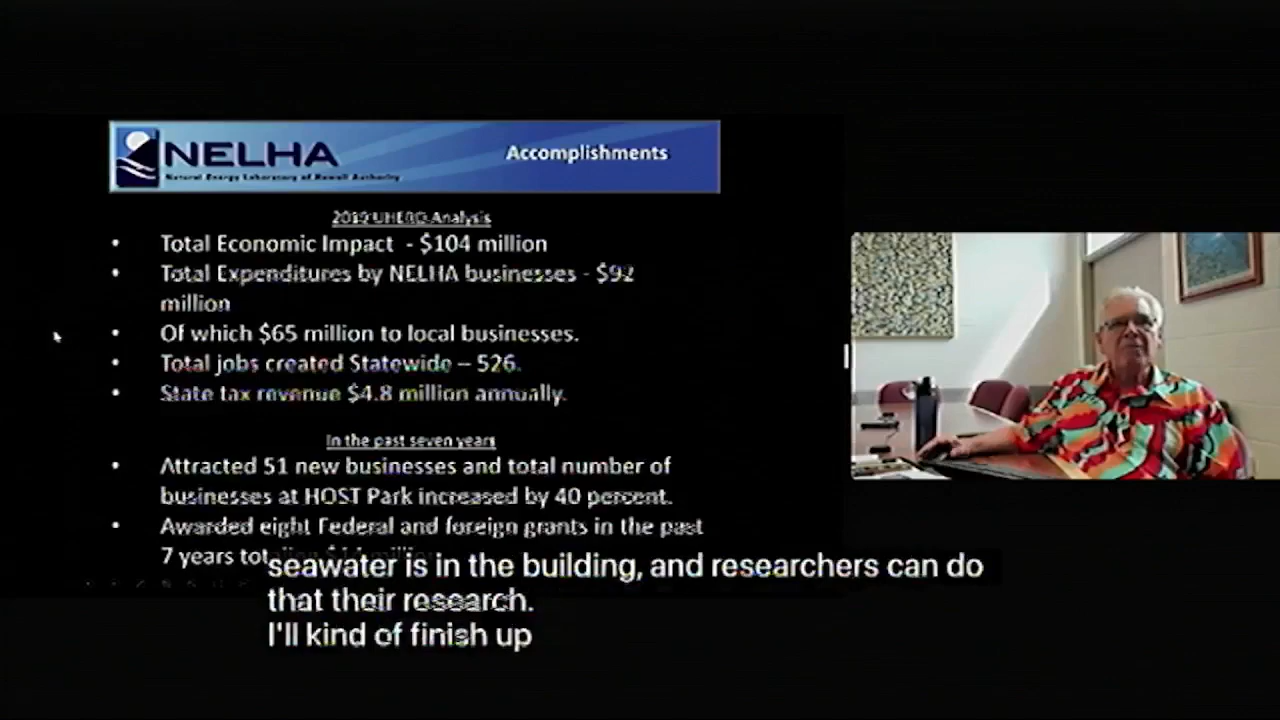 NELHA
Natural Energy Laboratory of Hawaii Authority
Accomplishments
2019 UHERO Analysis
• Total Economic Impact - $104 million
• Total Expenditures by NELHA businesses - $92
million
• Of which $65 million to local businesses.
• Total jobs created Statewide – 526.
• State tax revenue $4.8 million annually.
In the past seven years
• Attracted 51 new businesses and total number of
businesses at HOST Park increased by 40 percent.
• Awarded eight Federal and foreign grants in the past
7 years
seawater is in the building, and researchers can do
that their research.
I'll kind of finish up